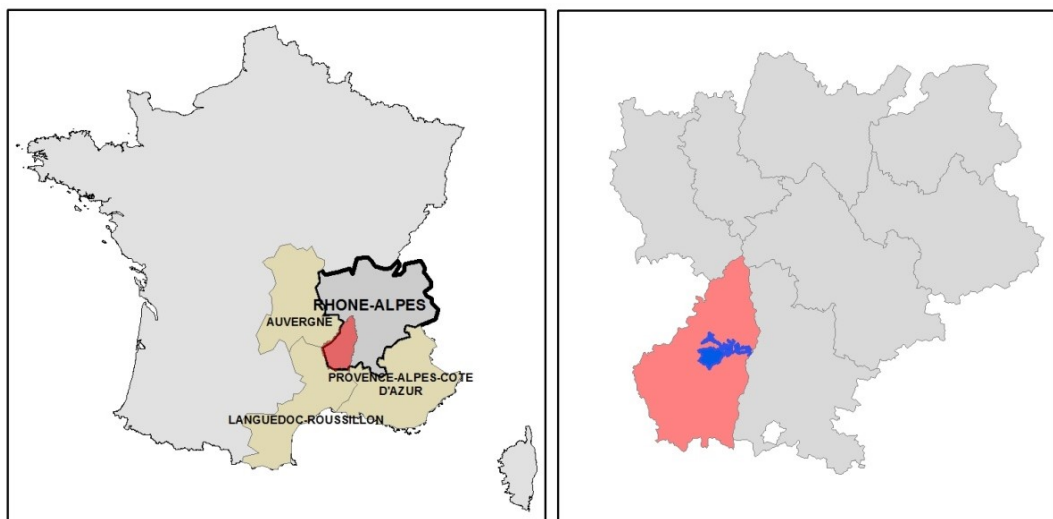 RHONE-ALPES
AUVERGNE
PROVENCE-ALPES-COTE
D'AZUR
LANGUEDOC-ROUSSILLON